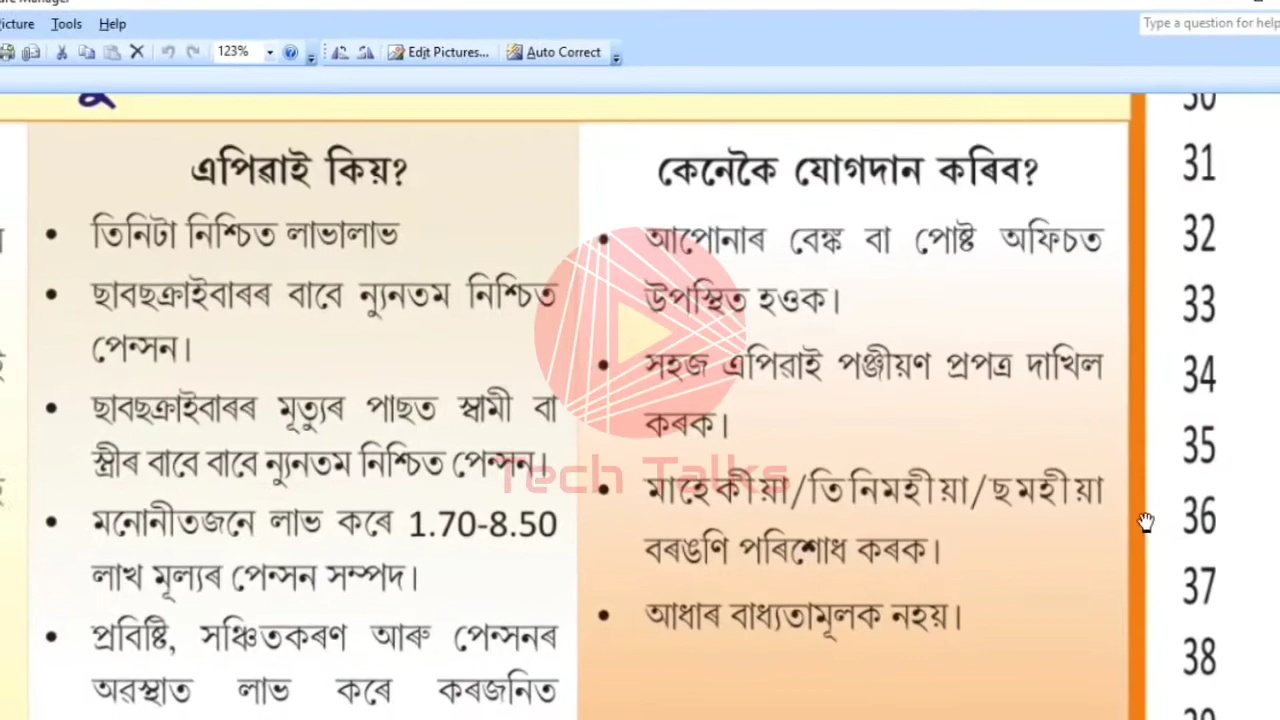 Picture Tools Help
Type a question for help
123% Edit Pictures... Auto Correct
এপিৱাই কিয়?
• তিনিটা নিশ্চিত লাভালাভ
• ছাবছক্ৰাইবাৰৰ বাবে ন্যুনতম নিশ্চিত
পেন্সন।
• ছাবছক্ৰাইবাৰৰ মৃত্যুৰ পাছত স্বামী বা
স্ত্ৰীৰ বাবে বাবে ন্যুনতম নিশ্চিত পেন্সন।
• মনোনীতজনে লাভ কৰে 1.70-8.50
লাখ মূল্যৰ পেন্সন সম্পদ।
• প্ৰবিষ্টি, সঞ্চিতকৰণ আৰু পেন্সনৰ
অৱস্থাত লাভ কৰে কৰজনিত
কেনেকৈ যোগদান কৰিব?
• আপোনাৰ বেঙ্ক বা পোষ্ট অফিচত
উপস্থিত হওক।
• সহজ এপিৱাই পঞ্জীয়ণ প্ৰপত্ৰ দাখিল
কৰক।
• মাহেকীয়া/তিনিমহীয়া/ছমহীয়া
বৰঙণি পৰিশোধ কৰক।
• আধাৰ বাধ্যতামূলক নহয়।
Tech Talks
31
32
33
34
35
36
37
38